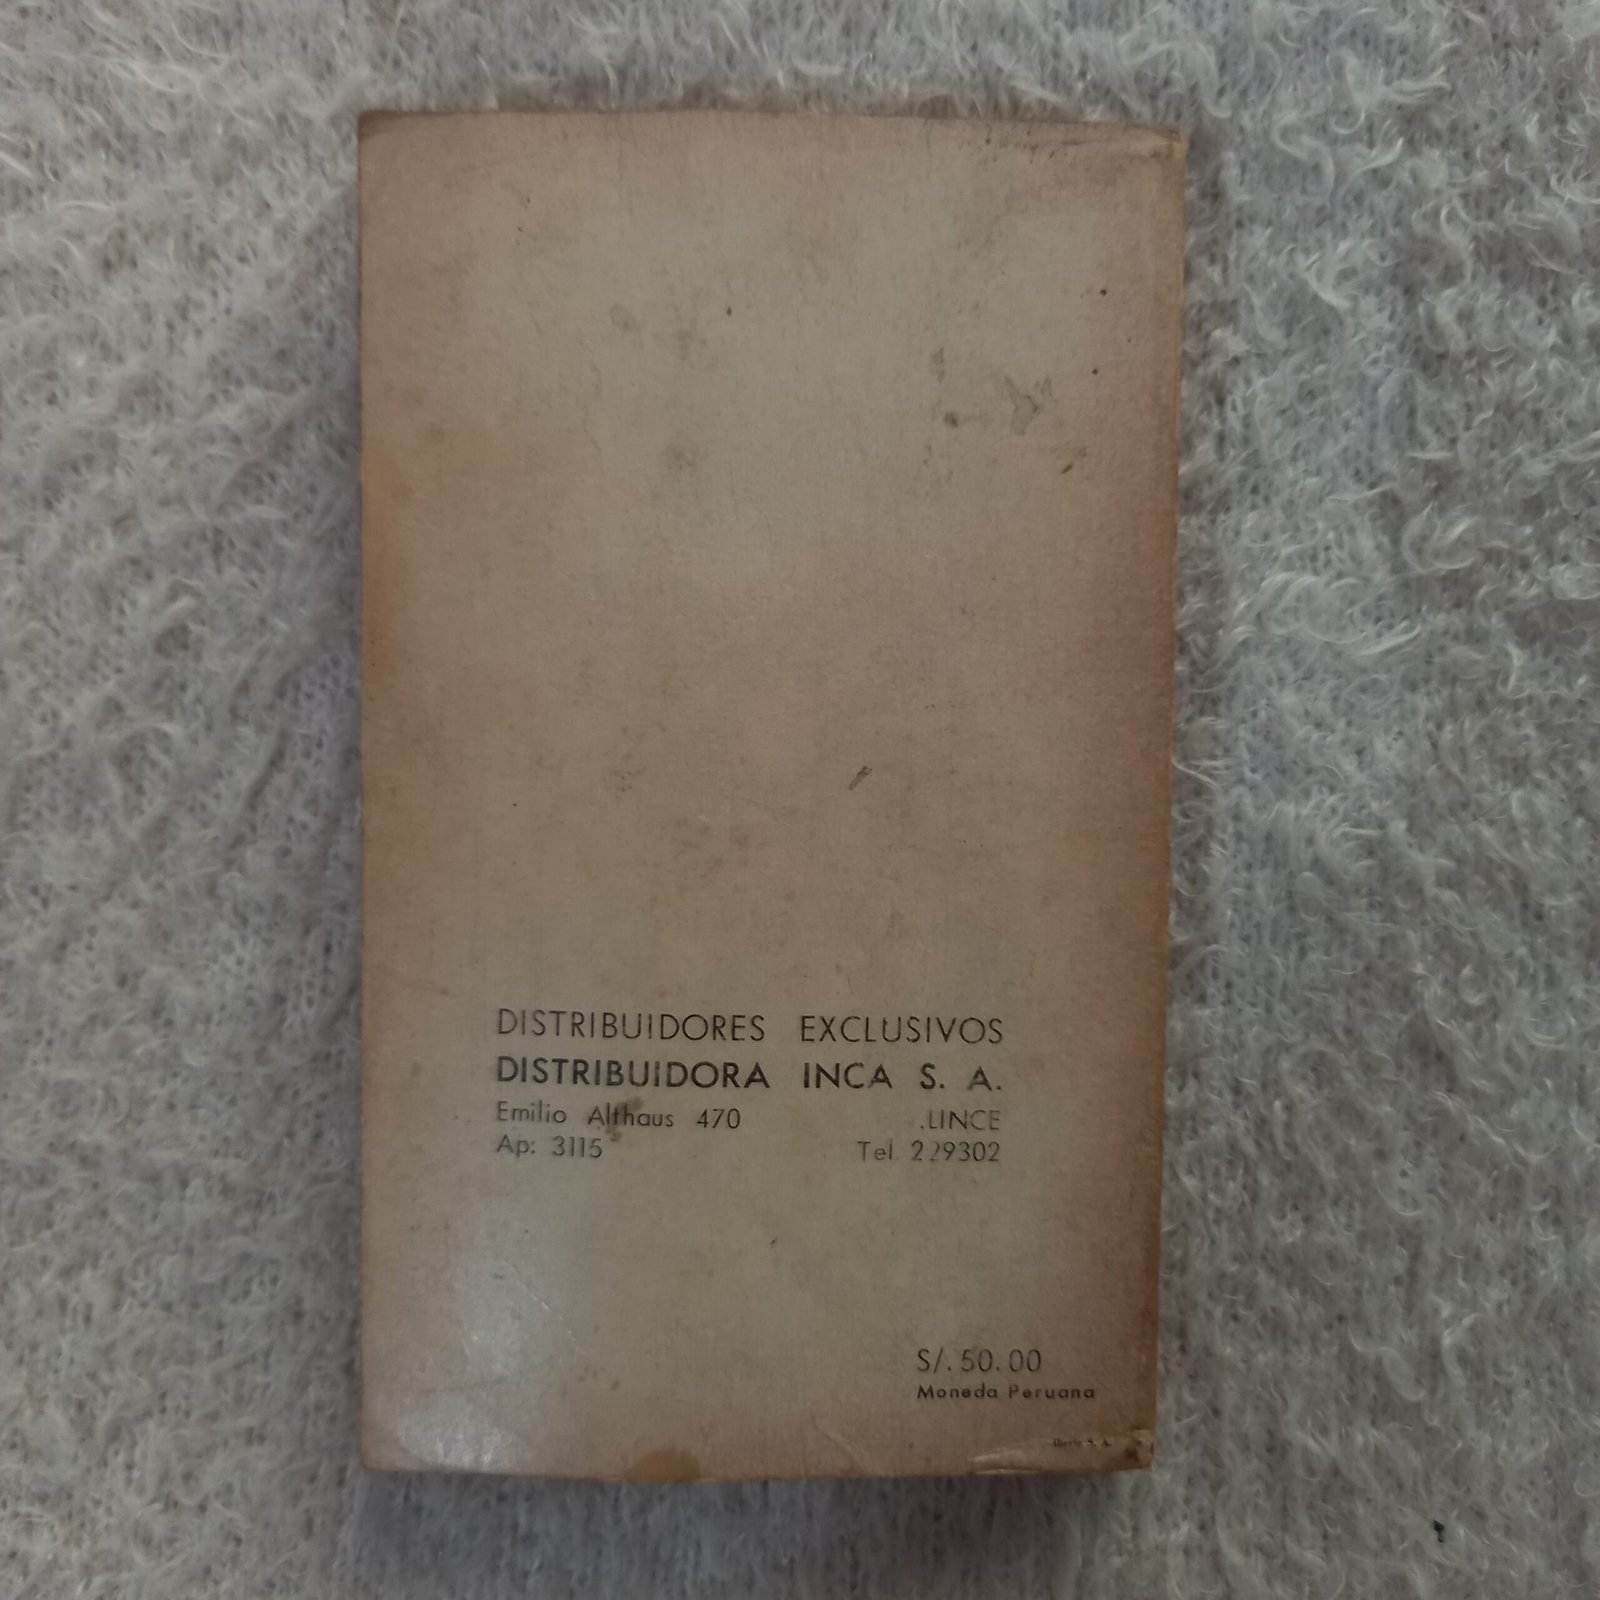 DISTRIBUIDORES EXCLUSIVOS
DISTRIBUIDORA INCA S. A.
Emilio Althaus 470 .LINCE
Ap. 3115 Tel. 229302
S/. 50.00
Moneda Peruana
S. A.